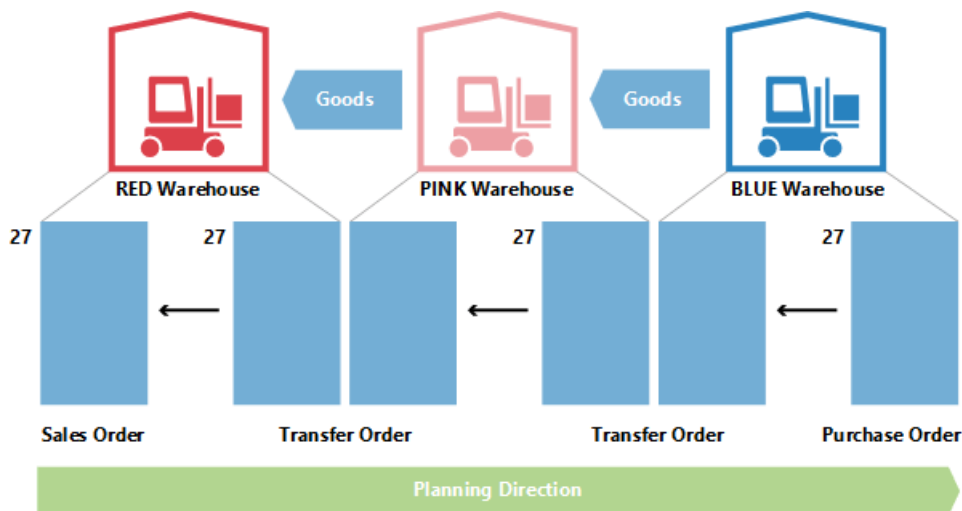 Goods
Goods
RED Warehouse
PINK Warehouse
BLUE Warehouse
27
27
27
27
Sales Order
Transfer Order
Transfer Order
Purchase Order
Planning Direction